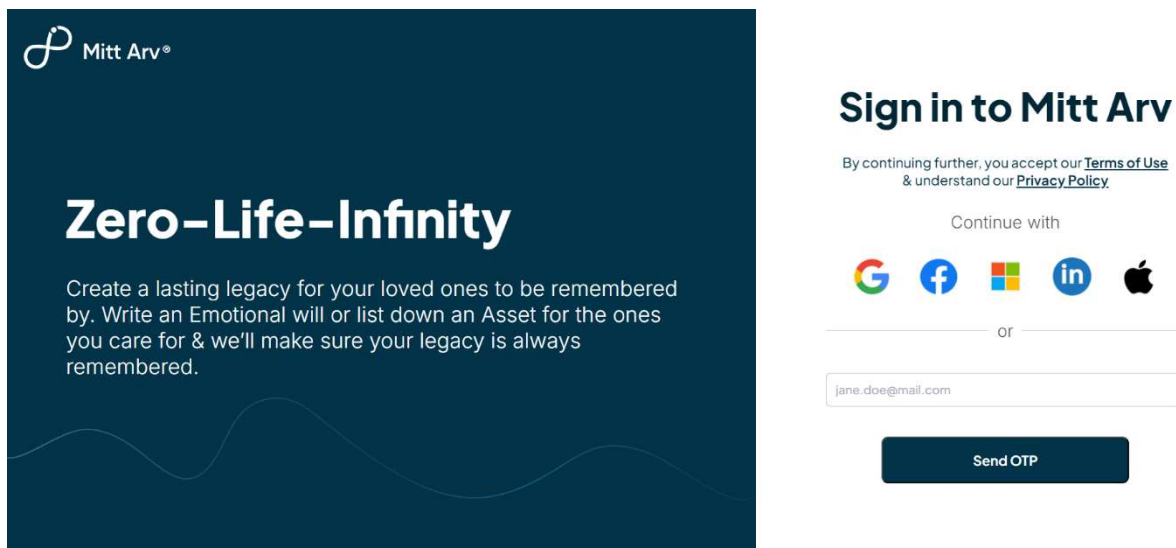 Mitt Arv®
Zero-Life-Infinity
Create a lasting legacy for your loved ones to be remembered
by. Write an Emotional will or list down an Asset for the ones
you care for & we’ll make sure your legacy is always
remembered.
Sign in to Mitt Arv
By continuing further, you accept our Terms of Use
& understand our Privacy Policy
Continue with
in
or
jane.doe@mail.com
Send OTP